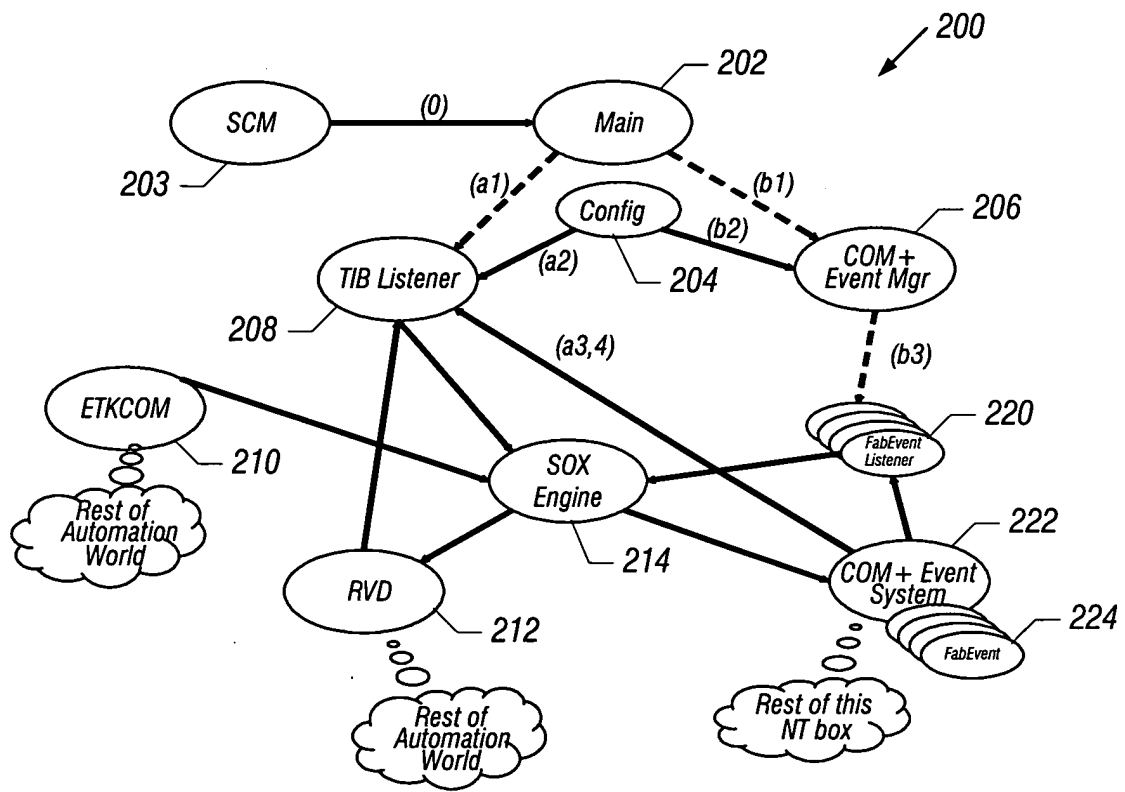 200
202
SCM
(0)
Main
203
(a1)
(b1)
Config
206
(b2)
COM +
Event Mgr
(a2)
TIB Listener
204
208
(a3,4)
(b3)
ETKCOM
220
FabEvent
Listener
210
SOX
Engine
Rest of
Automation
World
222
214
COM + Event
System
RVD
212
224
FabEvent
Rest of
Automation
World
Rest of this
NT box